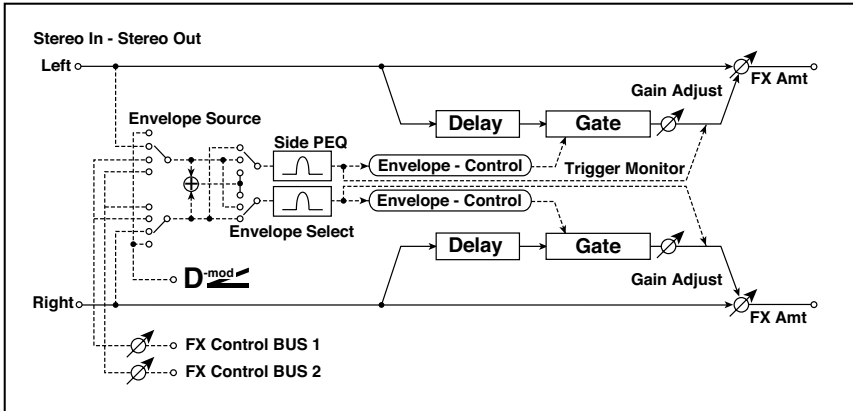 Stereo In - Stereo Out
Left
FX Amt
Gain Adjust
Envelope Source
Delay
Gate
Side PEQ
Envelope - Control
Trigger Monitor
Envelope - Control
Envelope Select
Delay
Gate
D-mod
Gain Adjust
Right
FX Amt
FX Control BUS 1
FX Control BUS 2